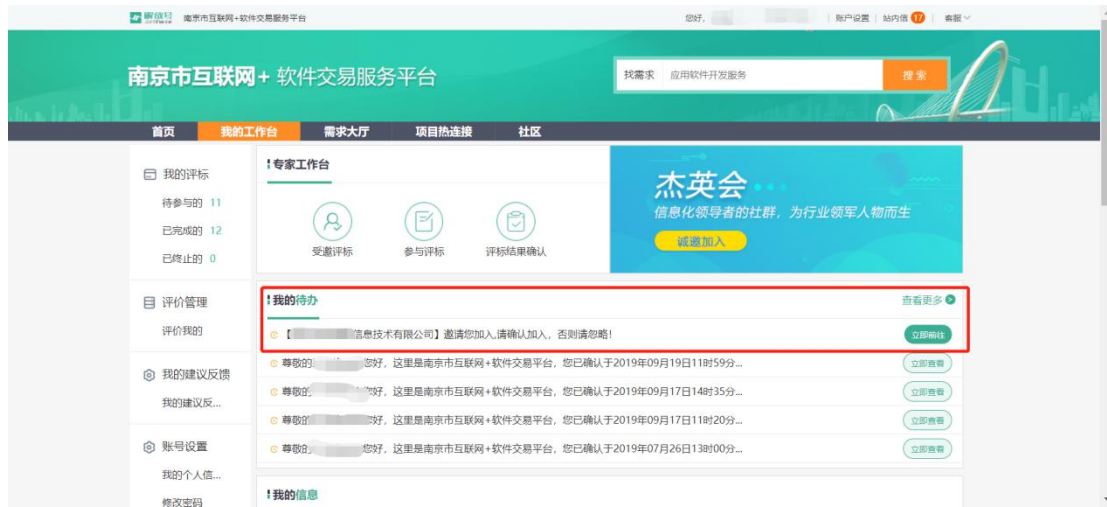 解放号 南京市互联网+软件交易服务平台
您好, 账户设置 站内信 17 客服
南京市互联网+ 软件交易服务平台
找需求 应用软件开发服务 搜索
首页 我的工作台 需求大厅 项目热连接 社区
我的评标
待参与的 11
已完成的 12
已终止的 0
评价管理
评价我的
我的建议反馈
我的建议反...
账号设置
我的个人信...
修改密码
专家工作台
受邀评标 参与评标 评标结果确认
杰英会
信息化领导者的社群，为行业领军人物而生
诚邀加入
我的待办 查看更多
【 信息技术有限公司】邀请您加入,请确认加入，否则请忽略! 立即前往
尊敬的 您好，这里是南京市互联网+软件交易平台，您已确认于2019年09月19日11时59分... 立即查看
尊敬的 您好，这里是南京市互联网+软件交易平台，您已确认于2019年09月17日14时35分... 立即查看
尊敬的 您好，这里是南京市互联网+软件交易平台，您已确认于2019年09月17日11时20分... 立即查看
尊敬的 您好，这里是南京市互联网+软件交易平台，您已确认于2019年07月26日13时00分... 立即查看
我的信息